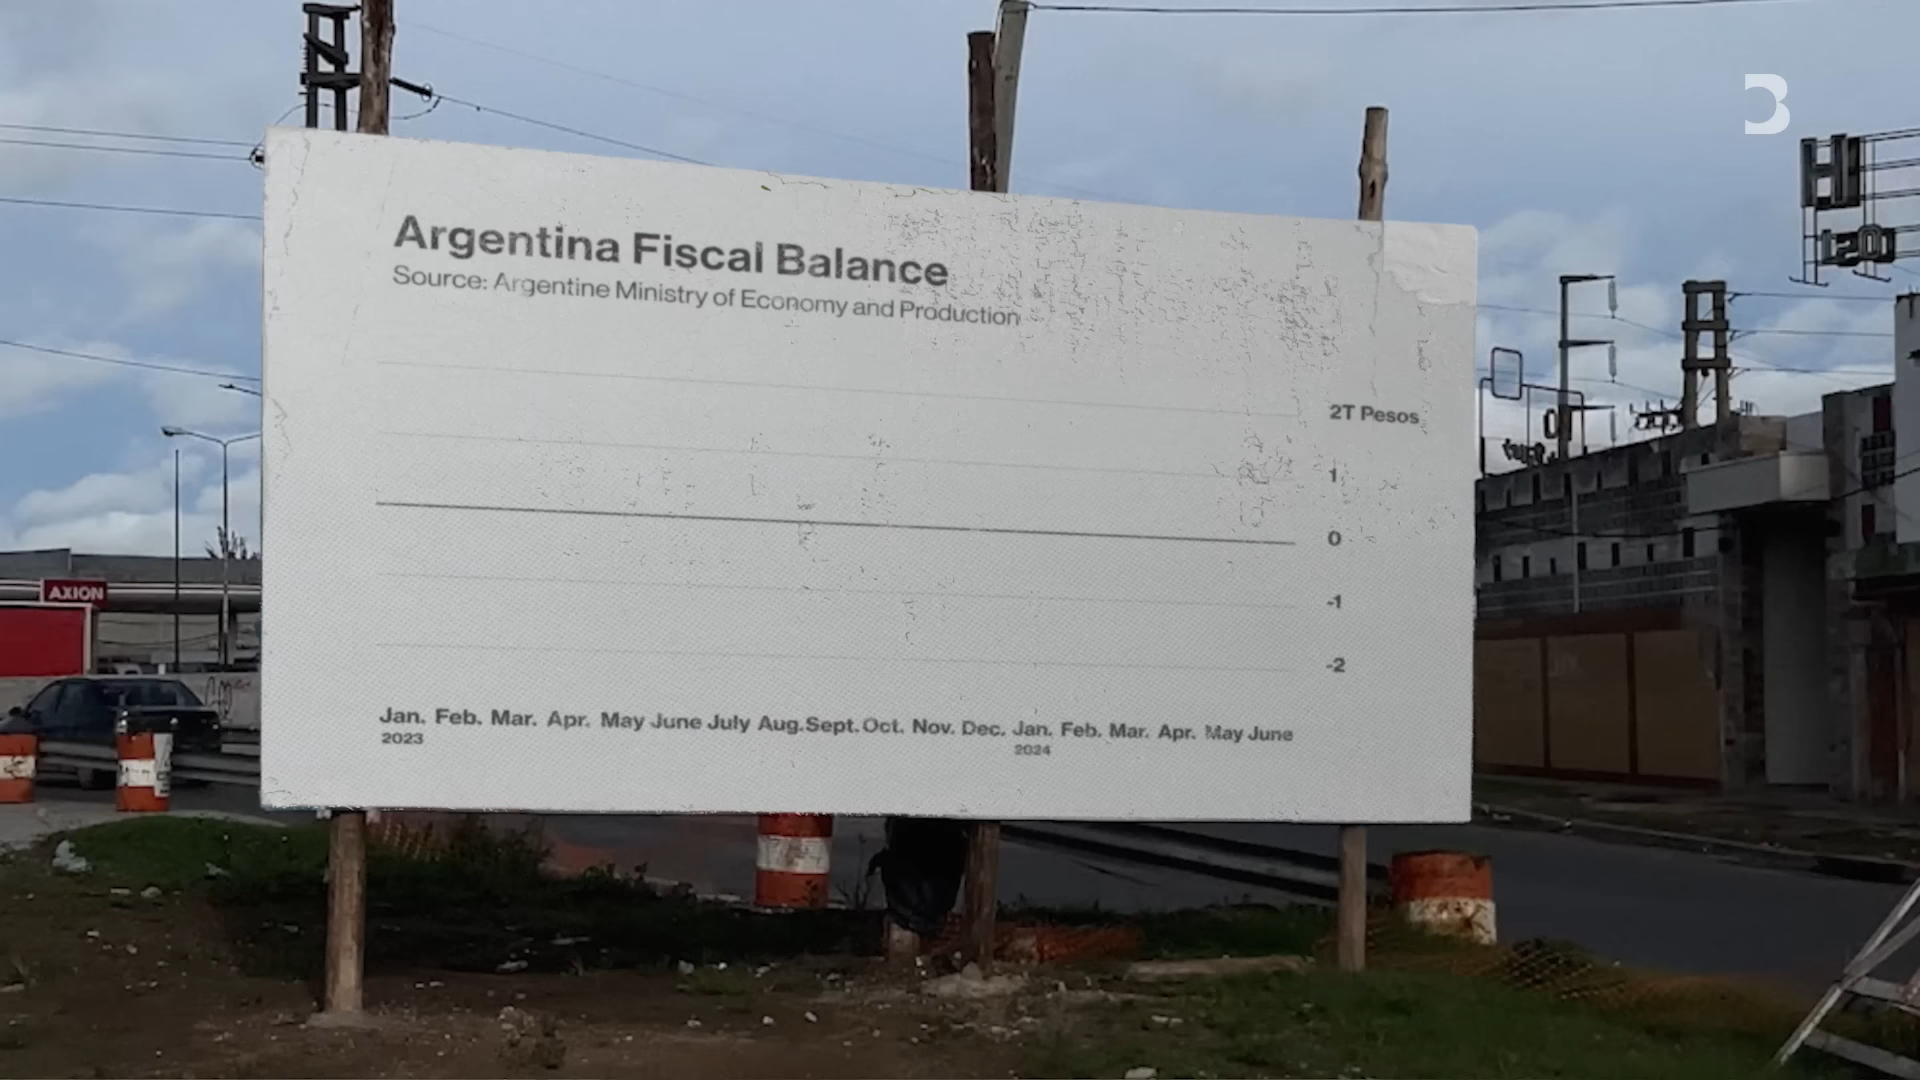 Argentina Fiscal Balance
Source: Argentine Ministry of Economy and Production
2T Pesos
1
0
-1
-2
Jan. Feb. Mar. Apr. May June July Aug. Sept. Oct. Nov. Dec. Jan. Feb. Mar. Apr. May June
2023 2024
AXION